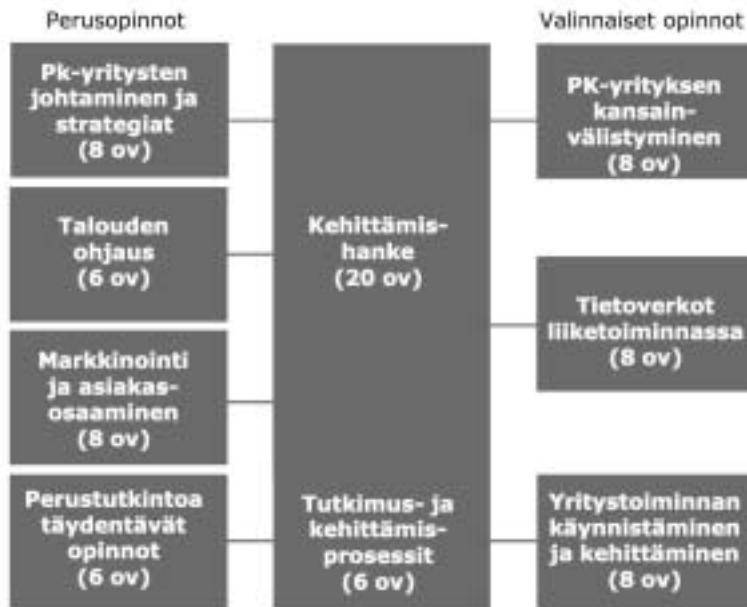 Perusopinnot
Pk-yritysten
johtaminen ja
strategiat
(8 ov)
Talouden
ohjaus
(6 ov)
Markkinointi
ja asiakas-
osaaminen
(8 ov)
Perustutkintoa
täydentävät
opinnot
(6 ov)
Kehittämis-
hanke
(20 ov)
Tutkimus- ja
kehittämis-
prosessit
(6 ov)
Valinnaiset opinnot
PK-yrityksen
kansain-
välistyminen
(8 ov)
Tietoverkot
liiketoiminnassa
(8 ov)
Yritystoiminnan
käynnistäminen
ja kehittäminen
(8 ov)